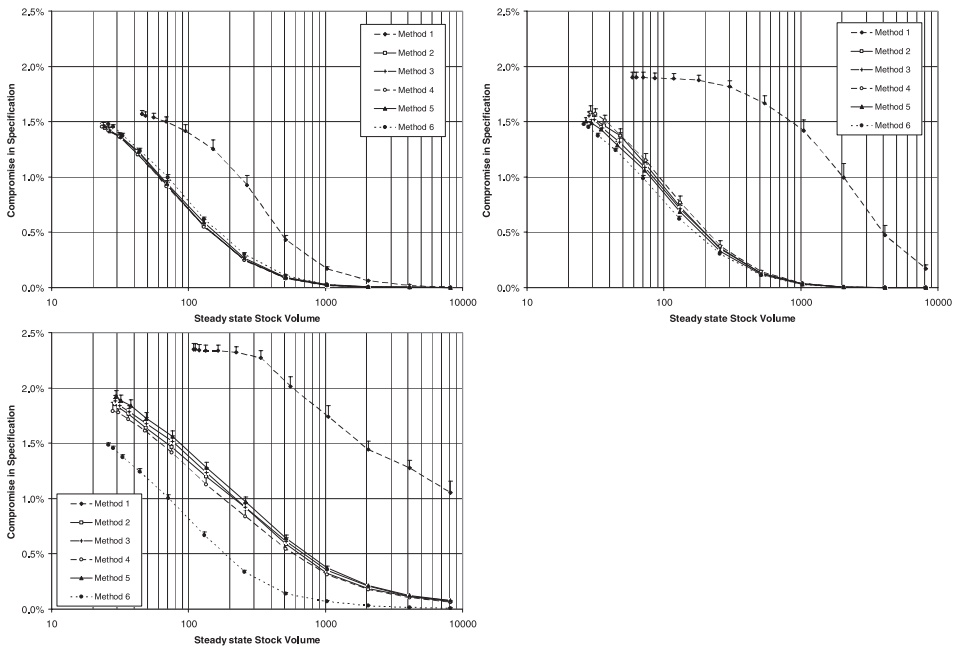 2.5%
2.0%
1.5%
1.0%
0.5%
0.0%
Compromise in Specification
10
100
1000
10000
Steady state Stock Volume
Method 1
Method 2
Method 3
Method 4
Method 5
Method 6
2.5%
2.0%
1.5%
1.0%
0.5%
0.0%
Compromise in Specification
10
100
1000
10000
Steady state Stock Volume
Method 1
Method 2
Method 3
Method 4
Method 5
Method 6
2.5%
2.0%
1.5%
1.0%
0.5%
0.0%
Compromise in Specification
Method 1
Method 2
Method 3
Method 4
Method 5
Method 6
10
100
1000
10000
Steady state Stock Volume